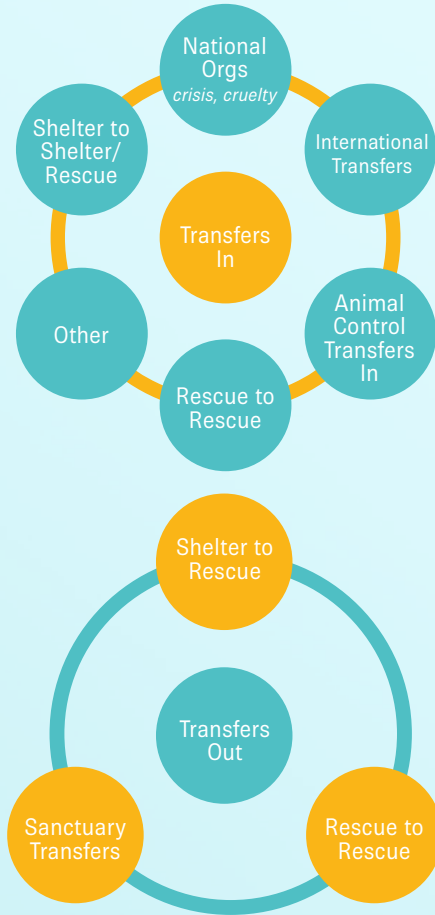 National
Orgs
crisis, cruelty
Shelter to
Shelter/
Rescue
International
Transfers
Transfers
In
Other
Animal
Control
Transfers
In
Rescue to
Rescue
Shelter to
Rescue
Transfers
Out
Sanctuary
Transfers
Rescue to
Rescue